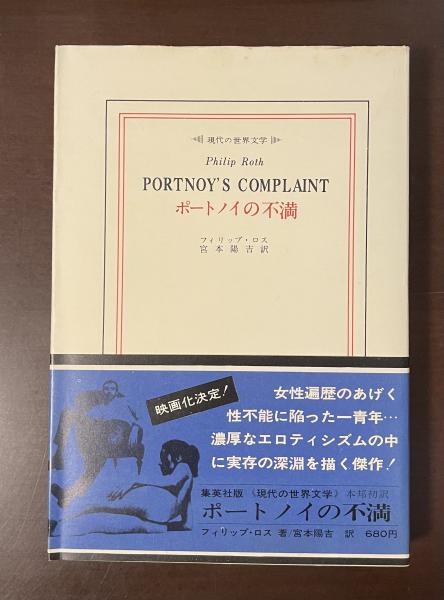 現代の世界文学
Philip Roth
PORTNOY'S COMPLAINT
ポートノイの不満
フィリップ・ロス
宮本陽吉訳
映画化決定!
女性遍歴のあげく
性不能に陥った一青年…
濃厚なエロティシズムの中
に実存の深淵を描く傑作!
集英社版《現代の世界文学》本邦初訳
ポートノイの不満
フィリップ・ロス 著/宮本陽吉 訳 680円